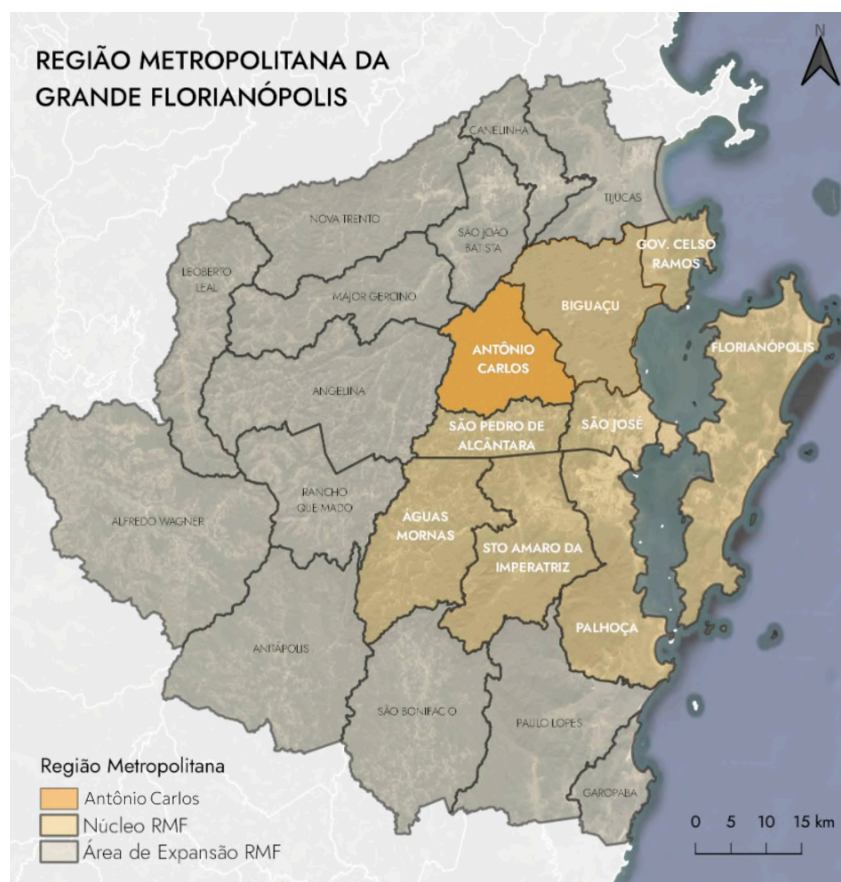 REGIÃO METROPOLITANA DA
GRANDE FLORIANÓPOLIS
N
CANELINHA
TIJUCAS
NOVA TRENTO
SÃO JOÃO
BATISTA
GOV. CELSO
RAMOS
LEOBERTO
LEAL
MAJOR GERCINO
BIGUAÇU
ANTÔNIO
CARLOS
FLORIANÓPOLIS
ANGELINA
SÃO PEDRO DE
ALCÂNTARA
SÃO JOSÉ
RANCHO
QUEIMADO
ALFREDO WAGNER
ÁGUAS
MORNAS
STO AMARO DA
IMPERATRIZ
PALHOÇA
ANITÁPOLIS
SÃO BONIFÁCIO
PAULO LOPES
GAROPABA
Região Metropolitana
Antônio Carlos
Núcleo RMF
Área de Expansão RMF
0 5 10 15 km